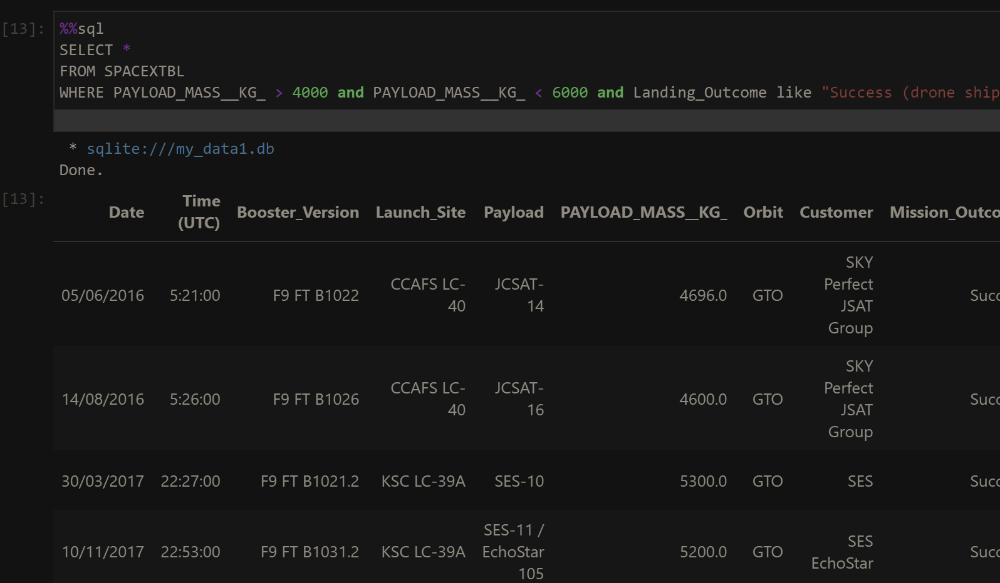 [13]:
%%sql
SELECT *
FROM SPACEXTBL
WHERE PAYLOAD_MASS__KG_ > 4000 and PAYLOAD_MASS__KG_ < 6000 and Landing_Outcome like "Success (drone ship
* sqlite:///my_data1.db
Done.
[13]:
Date Time (UTC) Booster_Version Launch_Site Payload PAYLOAD_MASS__KG_ Orbit Customer Mission_Outco
05/06/2016 5:21:00 F9 FT B1022 CCAFS LC-40 JCSAT-14 4696.0 GTO SKY Perfect JSAT Group Succ
14/08/2016 5:26:00 F9 FT B1026 CCAFS LC-40 JCSAT-16 4600.0 GTO SKY Perfect JSAT Group Succ
30/03/2017 22:27:00 F9 FT B1021.2 KSC LC-39A SES-10 5300.0 GTO SES Succ
10/11/2017 22:53:00 F9 FT B1031.2 KSC LC-39A SES-11 / EchoStar 105 5200.0 GTO SES EchoStar Succ